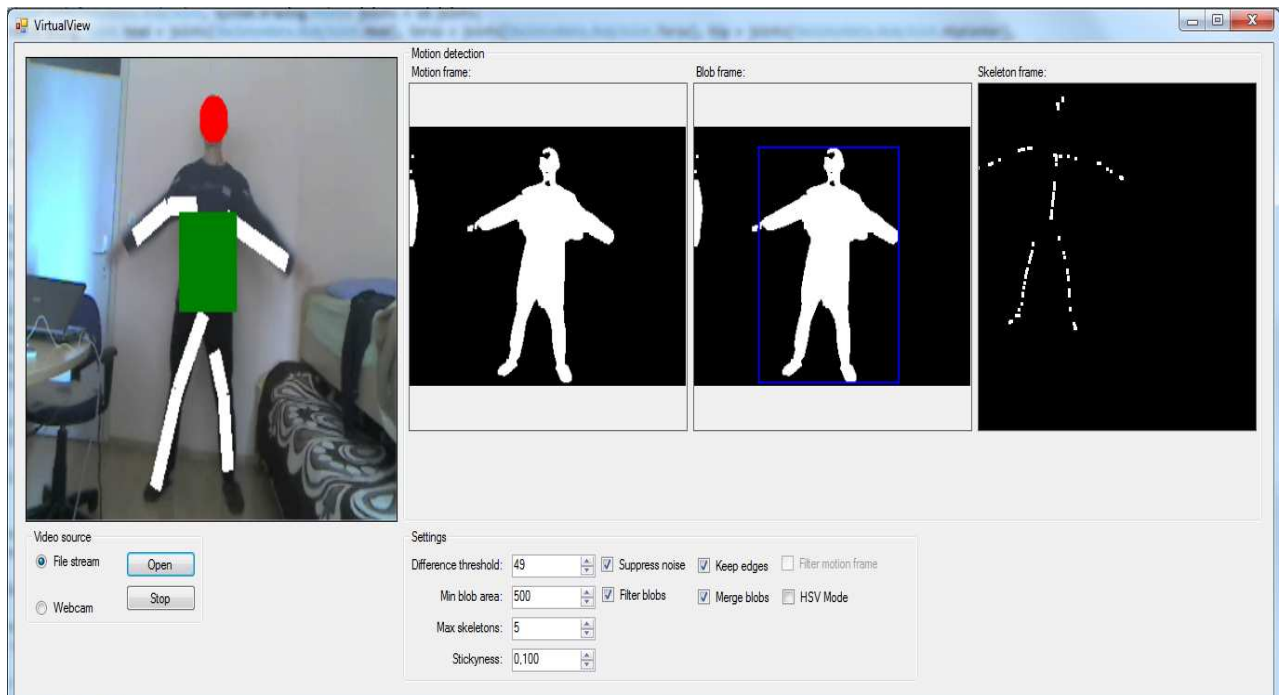 VirtualView
Motion detection
Motion frame:
Blob frame:
Skeleton frame:
Video source
File stream
Open
Webcam
Stop
Settings
Difference threshold: 49
Suppress noise
Keep edges
Filter motion frame
Min blob area: 500
Filter blobs
Merge blobs
HSV Mode
Max skeletons: 5
Stickyness: 0,100